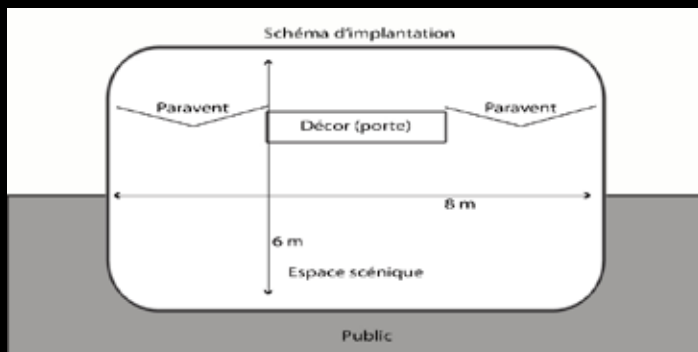 Schéma d'implantation
Paravent
Paravent
Décor (porte)
8 m
6 m
Espace scénique
Public